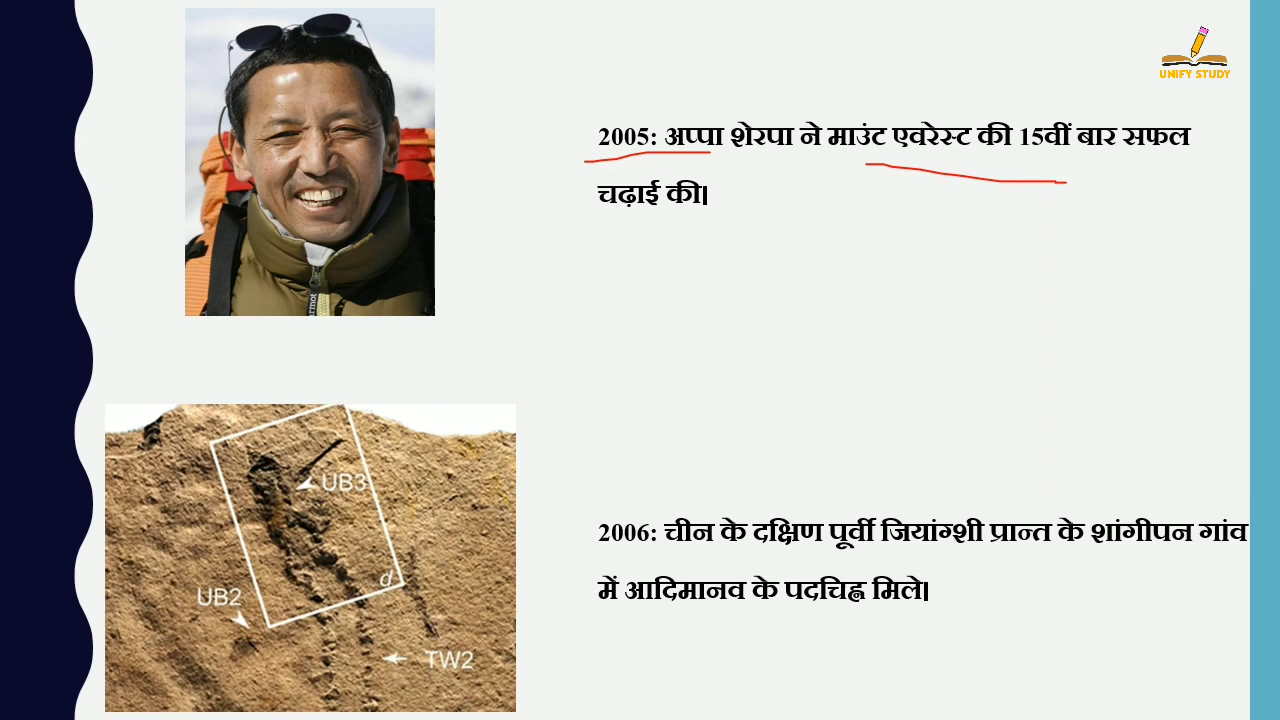 UNIFY STUDY
2005: अप्पा शेरपा ने माउंट एवरेस्ट की 15वीं बार सफल
चढ़ाई की।
UB3
d
UB2
TW2
2006: चीन के दक्षिण पूर्वी जियांग्शी प्रान्त के शांगीपन गांव
में आदिमानव के पदचिह्न मिले।